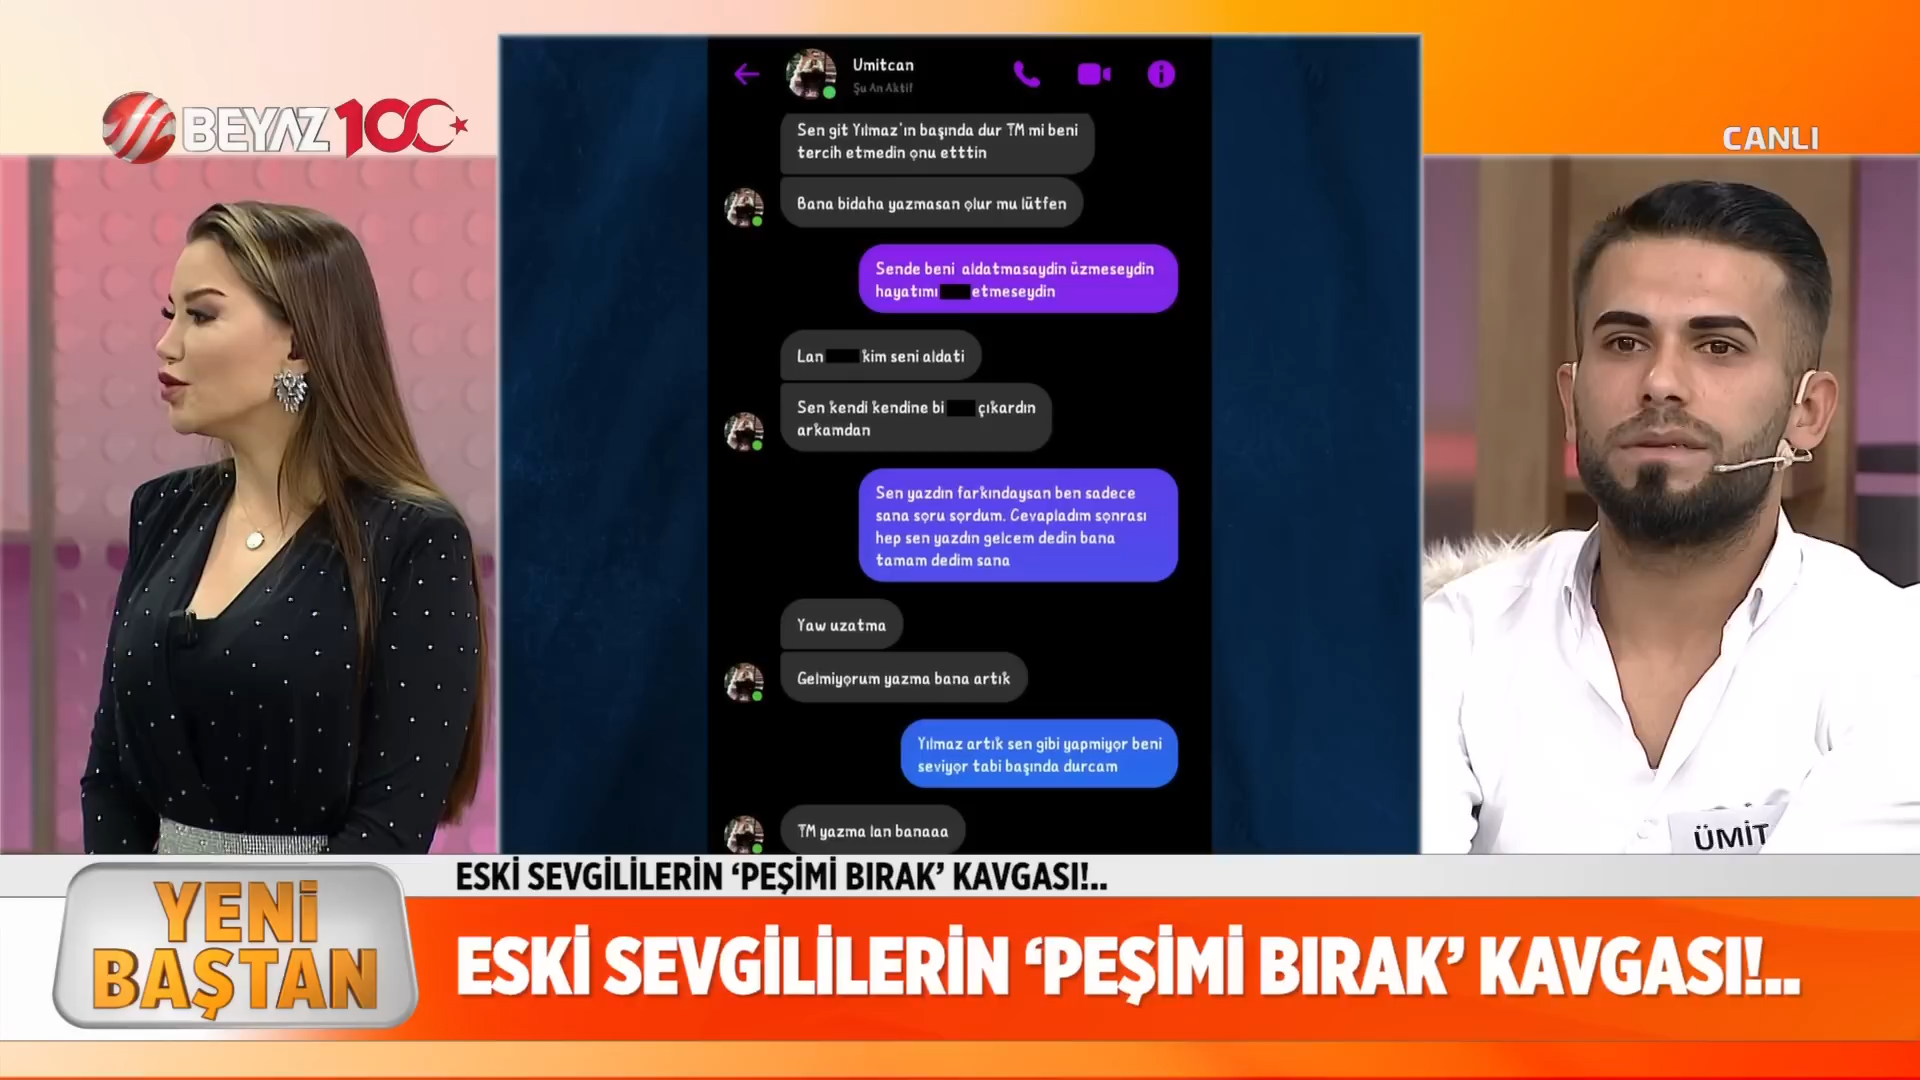 BEYAZ 100
CANLI
Umitcan
Şu An Aktif
Sen git Yılmaz'ın başında dur TM mi beni
tercih etmedin onu etttin
Bana bidaha yazmasan olur mu lütfen
Sende beni aldatmasaydin üzmeseydin
hayatımı etmeseydin
Lan kim seni aldati
Sen kendi kendine bi çıkardın
arkamdan
Sen yazdın farkındaysan ben sadece
sana soru sordum. Cevapladım sonrası
hep sen yazdın gelcem dedin bana
tamam dedim sana
Yaw uzatma
Gelmiyorum yazma bana artık
Yılmaz artık sen gibi yapmiyor beni
seviyor tabi başında durcam
TM yazma lan banaaa
ÜMİT
ESKİ SEVGİLİLERİN ‘PEŞİMİ BIRAK’ KAVGASI!..
YENİ
BAŞTAN
ESKİ SEVGİLİLERİN ‘PEŞİMİ BIRAK’ KAVGASI!..